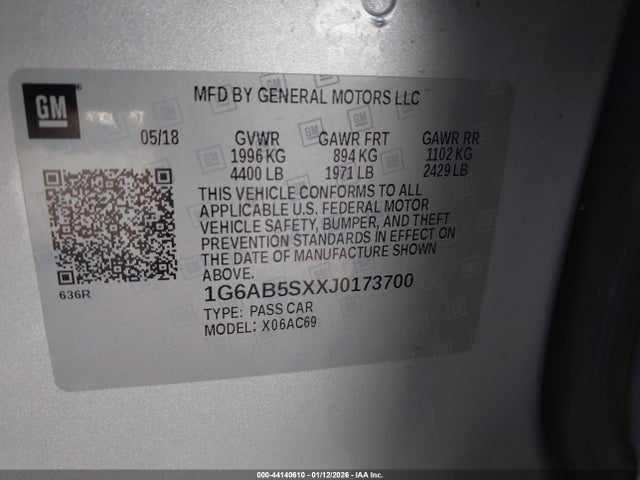 GM
MFD BY GENERAL MOTORS LLC
05/18 GVWR GAWR FRT GAWR RR
1996 KG 894 KG 1102 KG
4400 LB 1971 LB 2429 LB
THIS VEHICLE CONFORMS TO ALL
APPLICABLE U.S. FEDERAL MOTOR
VEHICLE SAFETY, BUMPER, AND THEFT
PREVENTION STANDARDS IN EFFECT ON
THE DATE OF MANUFACTURE SHOWN
ABOVE.
636R
1G6AB5SXXJ0173700
TYPE: PASS CAR
MODEL: X06AC69
000-44140610 - 01/12/2026 - IAA Inc.